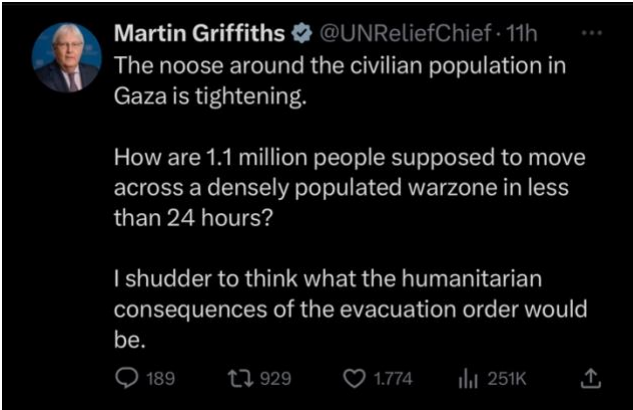 Martin Griffiths @UNReliefChief · 11h
The noose around the civilian population in
Gaza is tightening.
How are 1.1 million people supposed to move
across a densely populated warzone in less
than 24 hours?
I shudder to think what the humanitarian
consequences of the evacuation order would
be.
189 929 1.774 251K